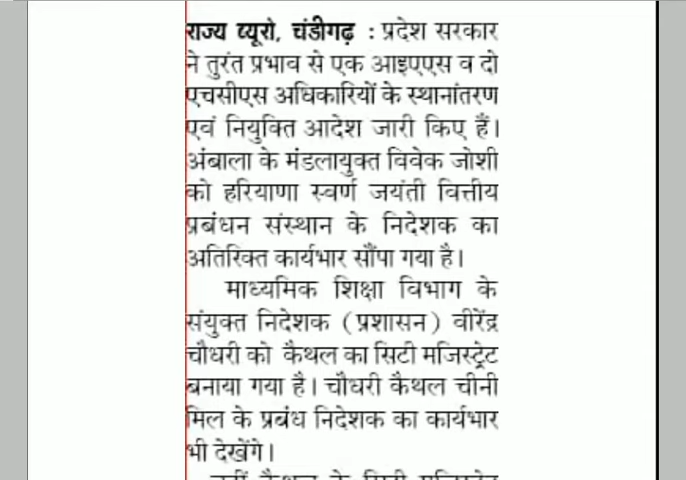 राज्य ब्यूरो, चंडीगढ़ : प्रदेश सरकार
ने तुरंत प्रभाव से एक आइएएस व दो
एचसीएस अधिकारियों के स्थानांतरण
एवं नियुक्ति आदेश जारी किए हैं।
अंबाला के मंडलायुक्त विवेक जोशी
को हरियाणा स्वर्ण जयंती वित्तीय
प्रबंधन संस्थान के निदेशक का
अतिरिक्त कार्यभार सौंपा गया है।
माध्यमिक शिक्षा विभाग के
संयुक्त निदेशक (प्रशासन) वीरेंद्र
चौधरी को कैथल का सिटी मजिस्ट्रेट
बनाया गया है। चौधरी कैथल चीनी
मिल के प्रबंध निदेशक का कार्यभार
भी देखेंगे।